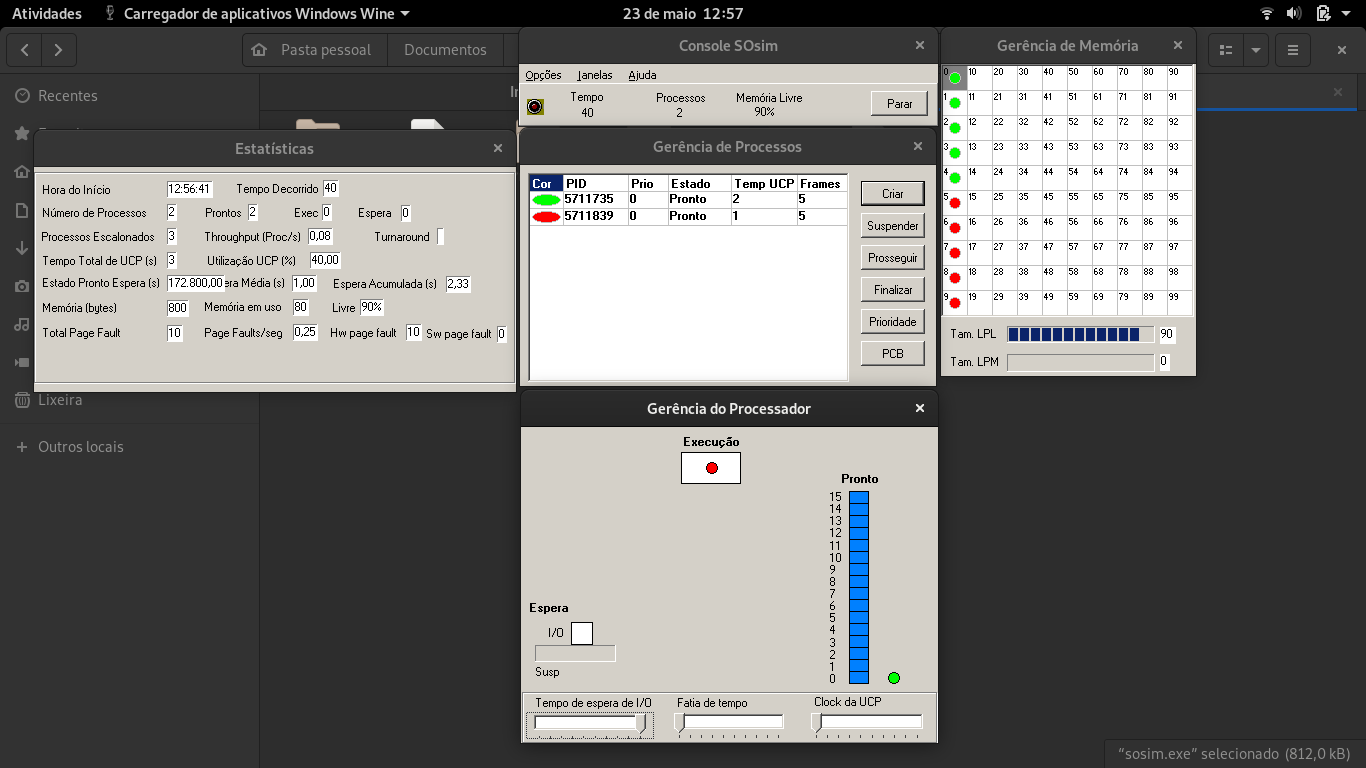 Atividades
Carregador de aplicativos Windows Wine
23 de maio 12:57
Pasta pessoal
Documentos
Recentes
Lixeira
Outros locais
Console SOsim
Opções Janelas Ajuda
Tempo Processos Memória Livre
40 2 90%
Parar
Gerência de Memória
0 10 20 30 40 50 60 70 80 90
1 11 21 31 41 51 61 71 81 91
2 12 22 32 42 52 62 72 82 92
3 13 23 33 43 53 63 73 83 93
4 14 24 34 44 54 64 74 84 94
5 15 25 35 45 55 65 75 85 95
6 16 26 36 46 56 66 76 86 96
7 17 27 37 47 57 67 77 87 97
8 18 28 38 48 58 68 78 88 98
9 19 29 39 49 59 69 79 89 99
Tam. LPL 90
Tam. LPM 0
Estatísticas
Hora do Início 12:56:41 Tempo Decorrido 40
Número de Processos 2 Prontos 2 Exec 0 Espera 0
Processos Escalonados 3 Throughput (Proc/s) 0,08 Turnaround
Tempo Total de UCP (s) 3 Utilização UCP (%) 40,00
Estado Pronto Espera (s) 172.800,00 era Média (s) 1,00 Espera Acumulada (s) 2,33
Memória (bytes) 800 Memória em uso 80 Livre 90%
Total Page Fault 10 Page Faults/seg 0,25 Hw page fault 10 Sw page fault 0
Gerência de Processos
Cor PID Prio Estado Temp UCP Frames
5711735 0 Pronto 2 5
5711839 0 Pronto 1 5
Criar
Suspender
Prosseguir
Finalizar
Prioridade
PCB
Gerência do Processador
Execução
Pronto
15
14
13
12
11
10
9
8
7
6
5
4
3
2
1
0
Espera
I/O
Susp
Tempo de espera de I/O Fatia de tempo Clock da UCP
“sosim.exe” selecionado (812,0 kB)